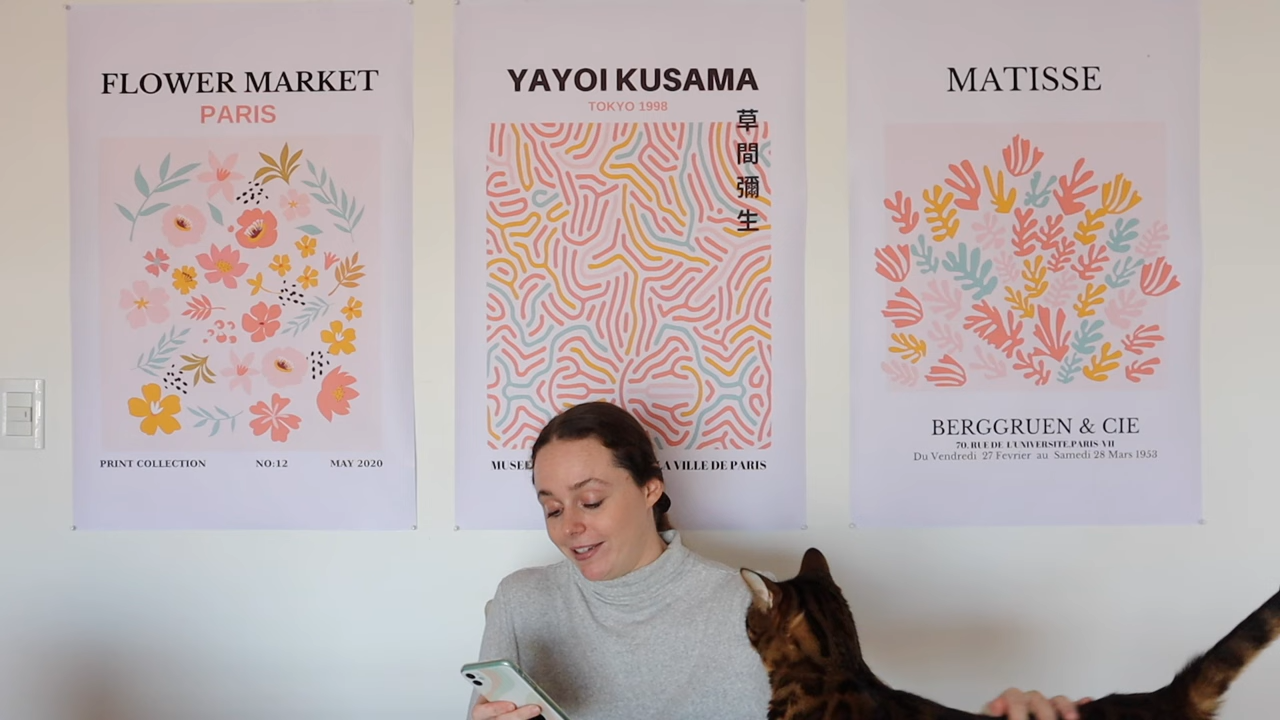 FLOWER MARKET
PARIS
PRINT COLLECTION NO:12 MAY 2020
YAYOI KUSAMA
TOKYO 1998
草間彌生
LA VILLE DE PARIS
MATISSE
BERGGRUEN & CIE
70, RUE DE L'UNIVERSITE, PARIS VII
Du Vendredi 27 Fevrier au Samedi 28 Mars 1953